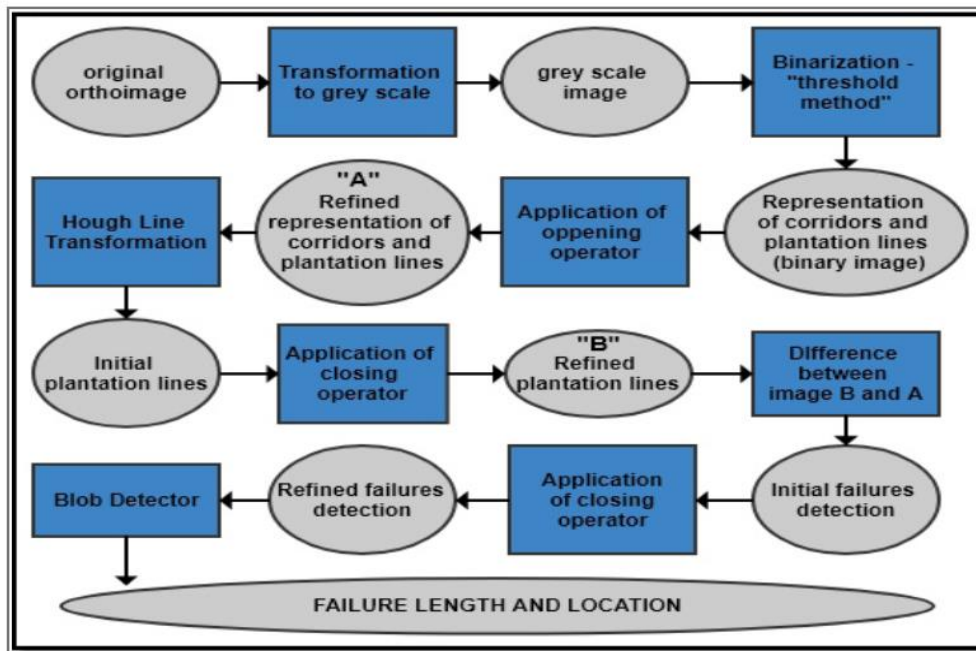 original
orthoimage
Transformation
to grey scale
grey scale
image
Binarization -
"threshold
method"
Representation
of corridors and
plantation lines
(binary image)
Application of
oppening
operator
"A"
Refined
representation of
corridors and
plantation lines
Hough Line
Transformation
Initial
plantation lines
Application of
closing
operator
"B"
Refined
plantation lines
DIfference
between
image B and A
Initial failures
detection
Application
of closing
operator
Refined failures
detection
Blob Detector
FAILURE LENGTH AND LOCATION